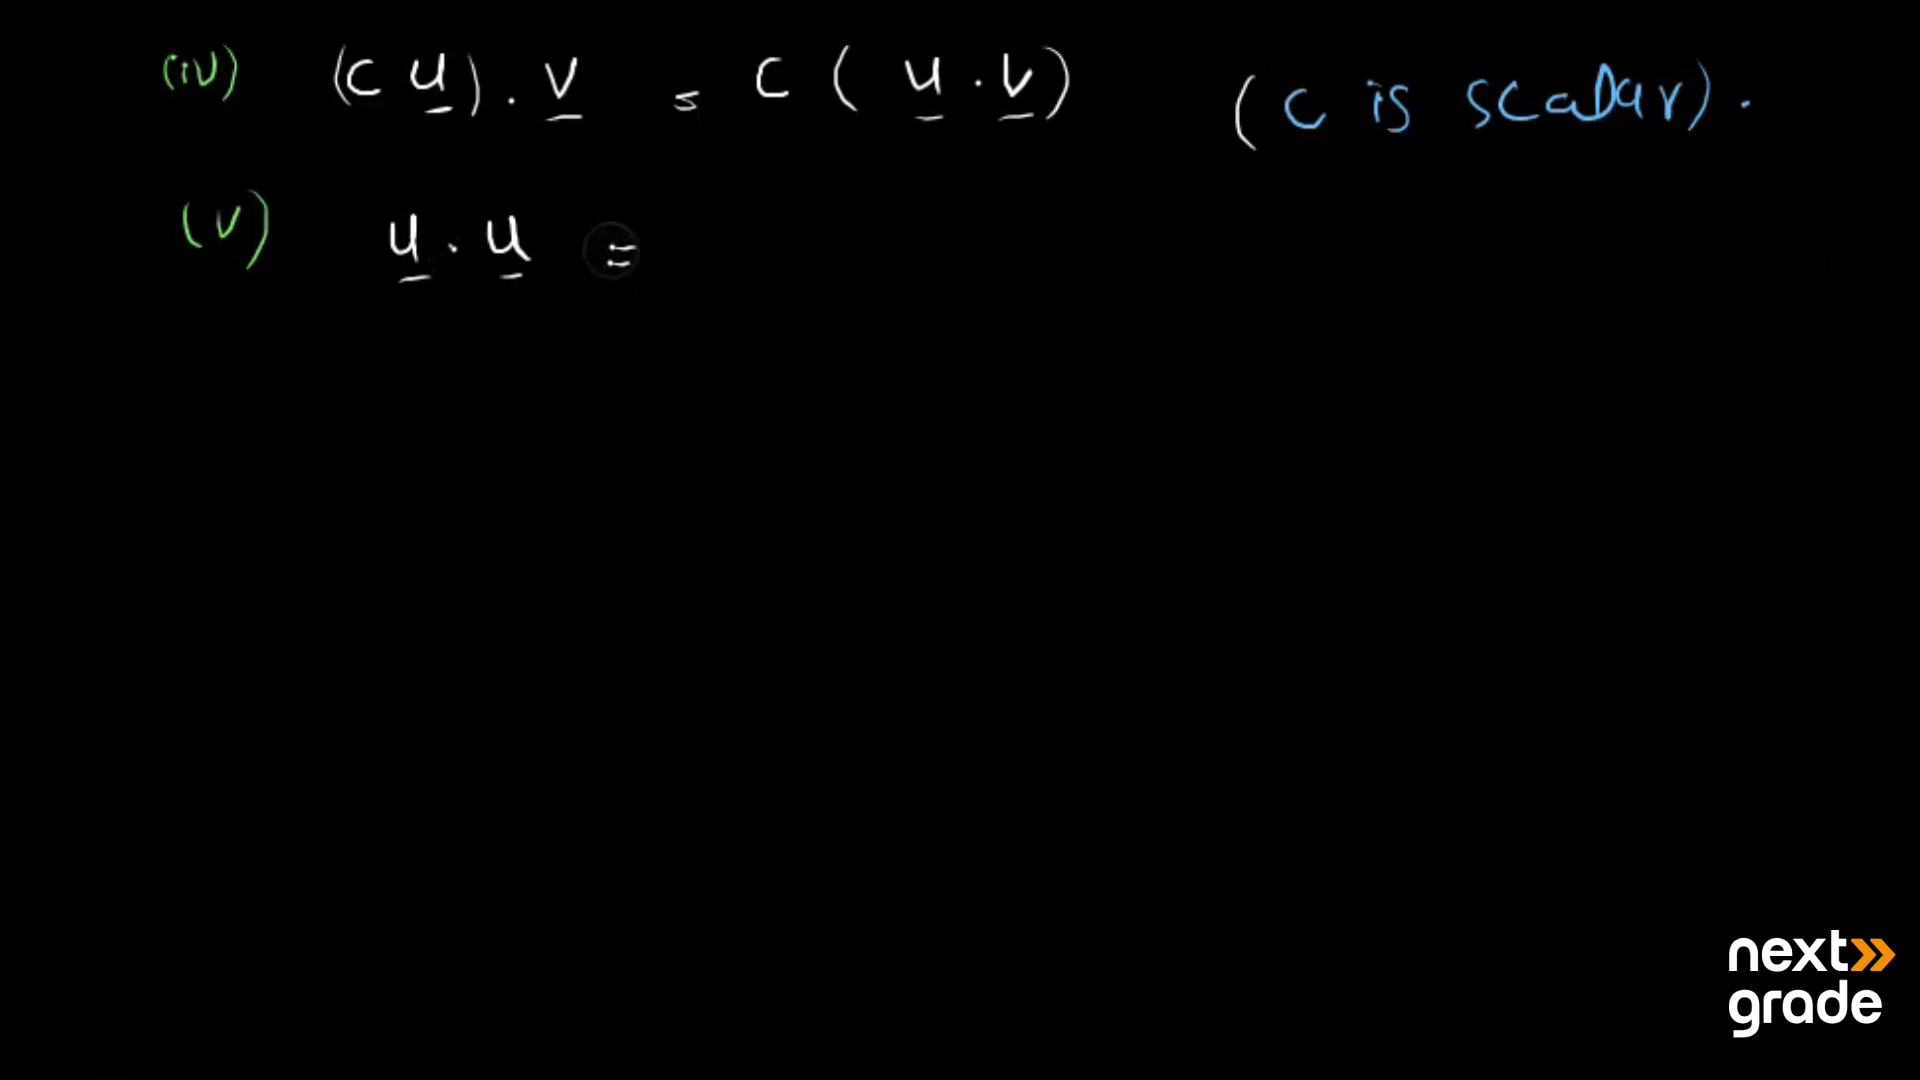 (iv) (c u) . v = c ( u . v ) ( c is scalar ) .
(v) u . u =
next
grade